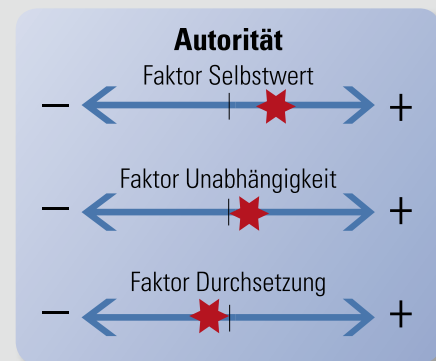 Autorität
Faktor Selbstwert
− +
Faktor Unabhängigkeit
− +
Faktor Durchsetzung
− +